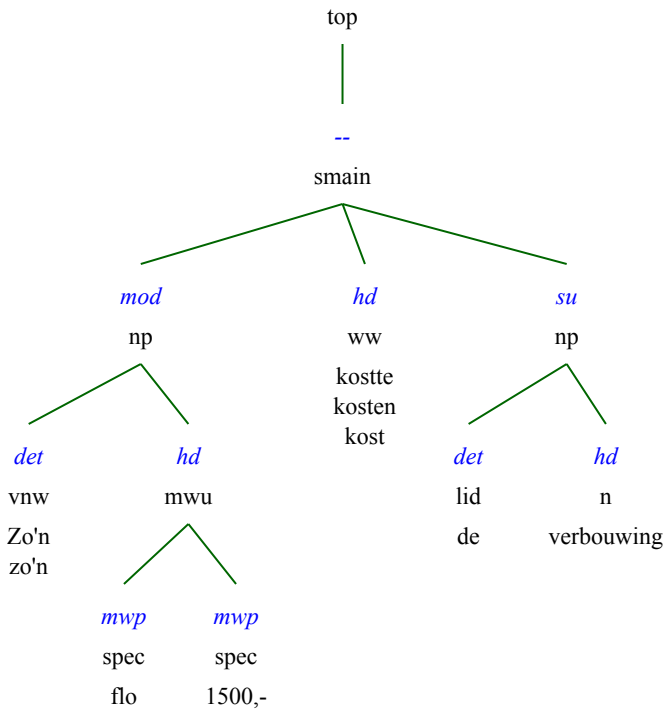 top
--
smain
mod hd su
np ww np
kostte
kosten
kost
det hd det hd
vnw mwu lid n
Zo'n de verbouwing
zo'n
mwp mwp
spec spec
flo 1500,-